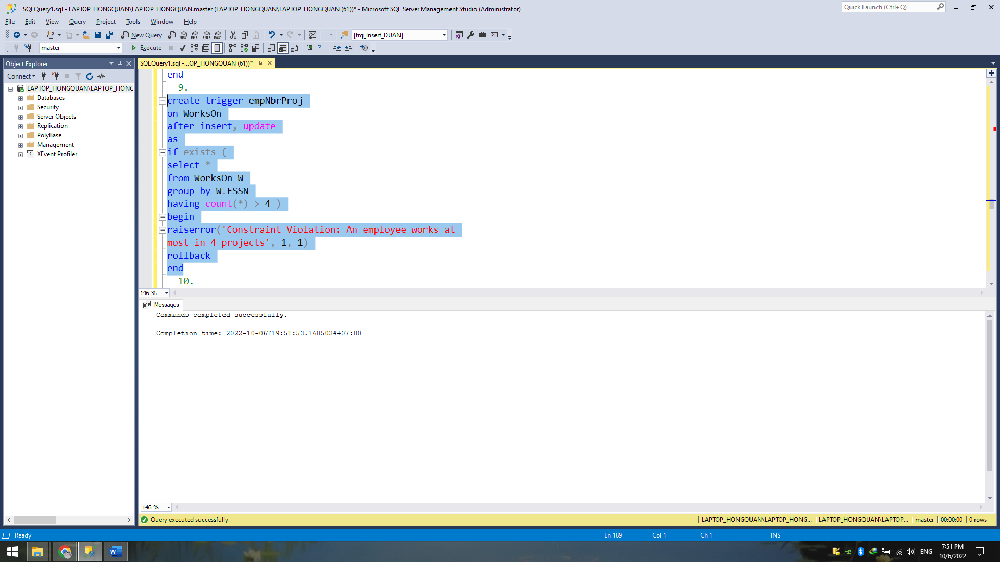 SQLQuery1.sql - LAPTOP_HONGQUAN\LAPTOP_HONGQUAN.master (LAPTOP_HONGQUAN\LAPTOP_HONGQUAN (61))* - Microsoft SQL Server Management Studio (Administrator)
Quick Launch (Ctrl+Q)
File Edit View Query Project Tools Window Help
New Query
MDX DMX XMLA DAX
[trg_Insert_DUAN]
master
Execute
Object Explorer
SQLQuery1.sql -...OP_HONGQUAN (61))*
Connect
LAPTOP_HONGQUAN\LAPTOP_HONG
Databases
Security
Server Objects
Replication
PolyBase
Management
XEvent Profiler
end
--9.
create trigger empNbrProj
on WorksOn
after insert, update
as
if exists (
select *
from WorksOn W
group by W.ESSN
having count(*) > 4 )
begin
raiserror('Constraint Violation: An employee works at
most in 4 projects', 1, 1)
rollback
end
--10.
146 %
Messages
Commands completed successfully.
Completion time: 2022-10-06T19:51:53.1605024+07:00
146 %
Query executed successfully.
LAPTOP_HONGQUAN\LAPTOP_HONG... LAPTOP_HONGQUAN\LAPTOP... master 00:00:00 0 rows
Ready
Ln 189 Col 1 Ch 1 INS
ENG
7:51 PM
10/6/2022